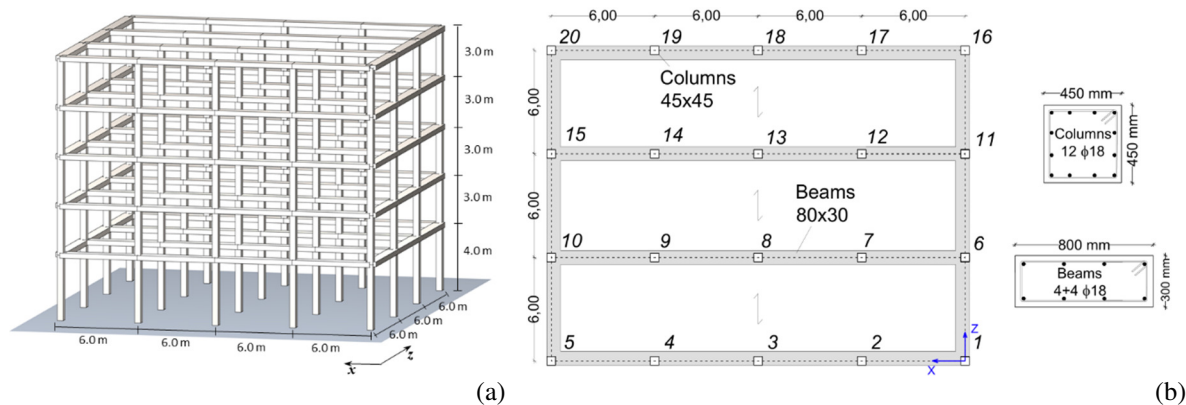 3.0 m
3.0 m
3.0 m
3.0 m
4.0 m
6.0 m
6.0 m
6.0 m
6.0 m
6.0 m
6.0 m
6.0 m
x
z
(a)
6,00 6,00 6,00 6,00
20 19 18 17 16
Columns
45x45
6,00
15 14 13 12 11
Beams
80x30
6,00
10 9 8 7 6
6,00
5 4 3 2 1
Z
X
450 mm
Columns
12 ϕ18
450 mm
800 mm
Beams
4+4 ϕ18
300 mm
(b)